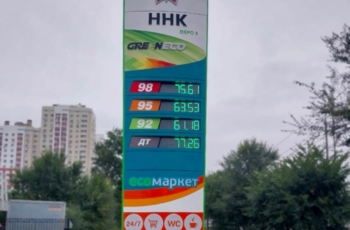 ННК
ЕВРО 5
GREENECO
98 75.61
95 63.53
92 61.18
ДТ 77.26
ecoмаркет
24/7 WC